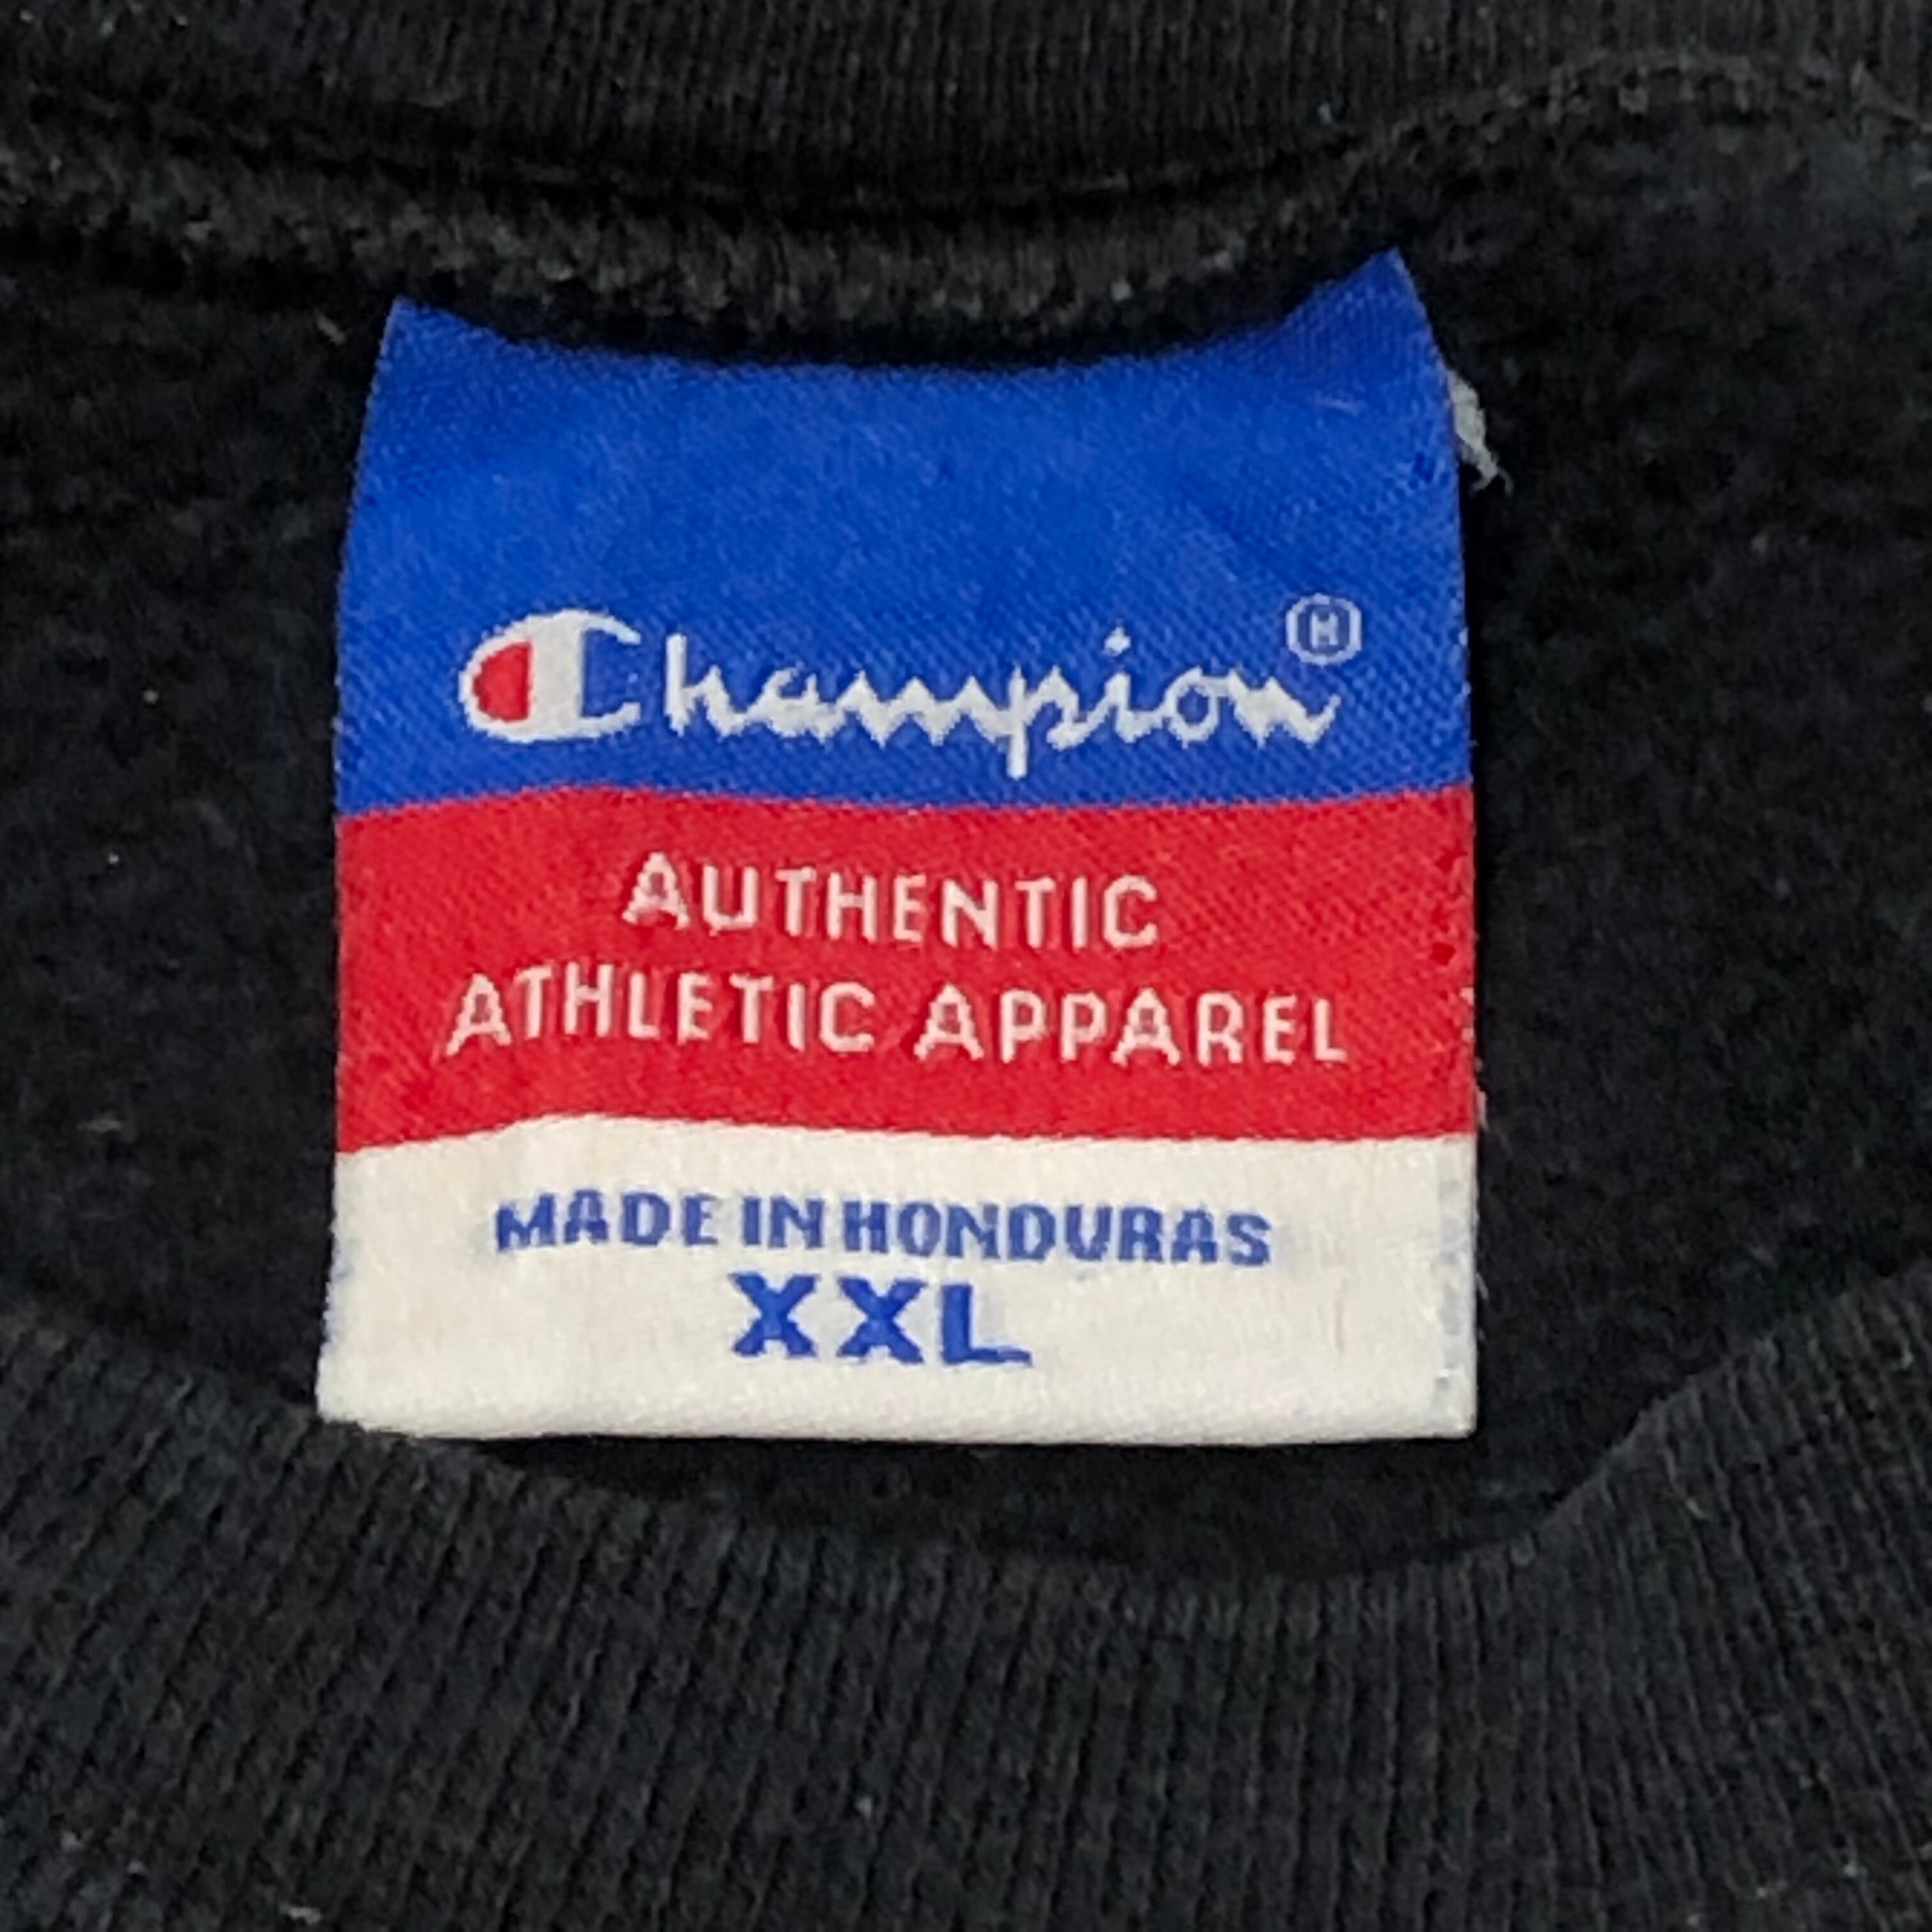 Champion®
AUTHENTIC
ATHLETIC APPAREL
MADE IN HONDURAS
XXL